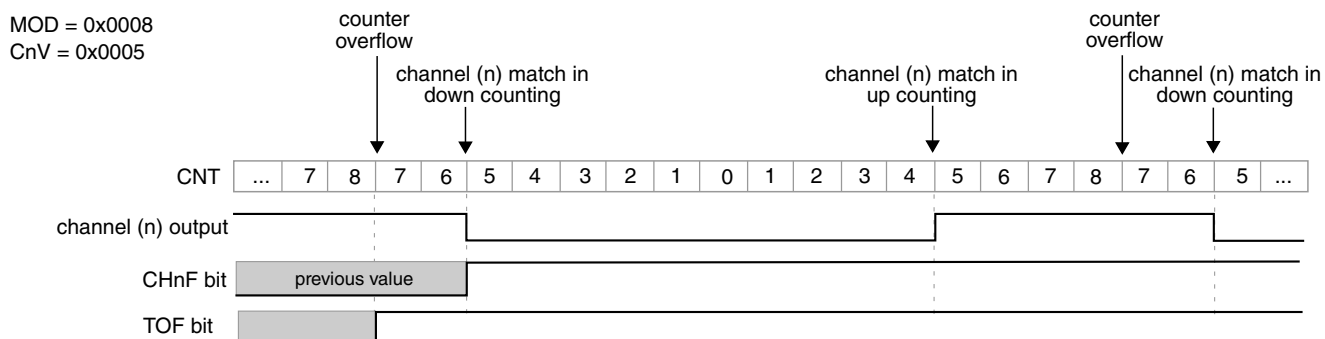 MOD = 0x0008
CnV = 0x0005
counter
overflow
channel (n) match in
down counting
channel (n) match in
up counting
counter
overflow
channel (n) match in
down counting
CNT ... 7 8 7 6 5 4 3 2 1 0 1 2 3 4 5 6 7 8 7 6 5 ...
channel (n) output
CHnF bit previous value
TOF bit